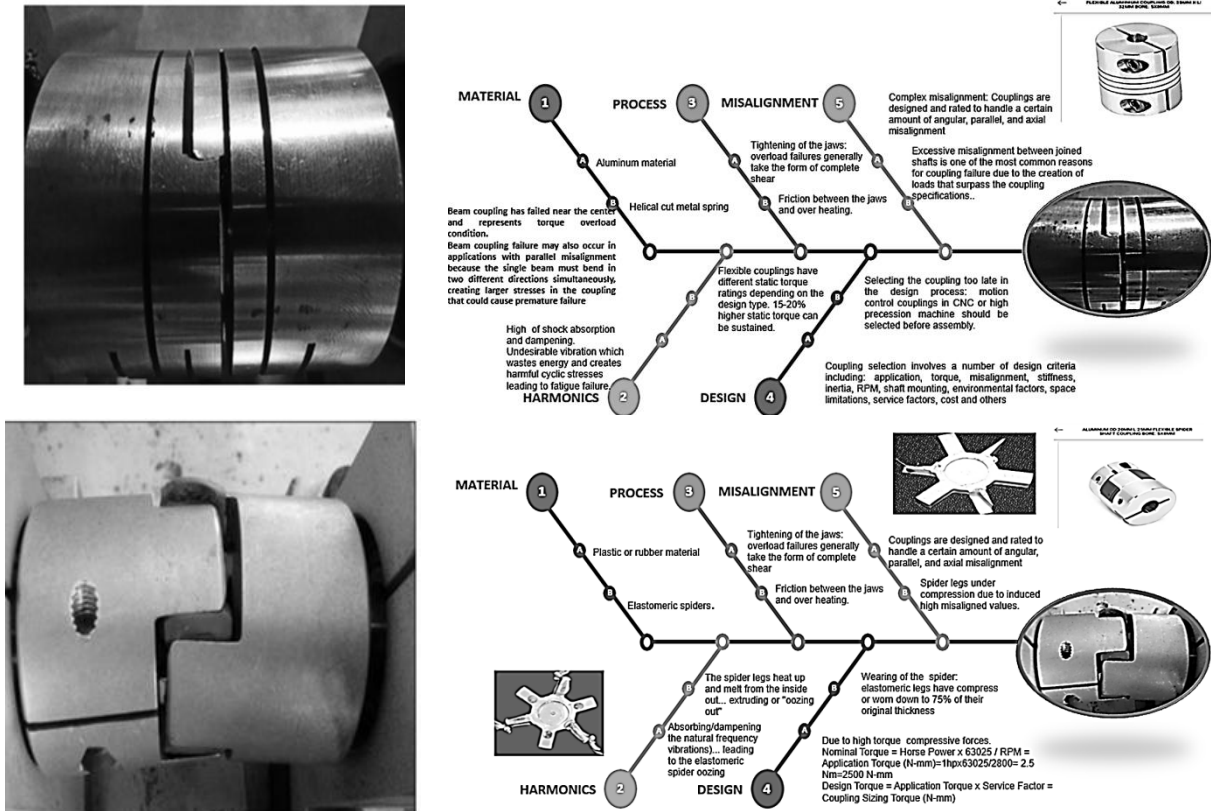 FLEXIBLE ALUMINIUM COUPLING OD:
32MM BORE:
MATERIAL
1
PROCESS
3
MISALIGNMENT
5
Complex misalignment: Couplings are
designed and rated to handle a certain
amount of angular, parallel, and axial
misalignment
A
Aluminum material
A
Tightening of the jaws:
overload failures generally
take the form of complete
shear
A
Excessive misalignment between joined
shafts is one of the most common reasons
for coupling failure due to the creation of
loads that surpass the coupling
specifications..
B
Helical cut metal spring
B
Friction between the jaws
and over heating.
B
Beam coupling has failed near the center
and represents torque overload
condition.
Beam coupling failure may also occur in
applications with parallel misalignment
because the single beam must bend in
two different directions simultaneously,
creating larger stresses in the coupling
that could cause premature failure
B
Flexible couplings have
different static torque
ratings depending on the
design type. 15-20%
higher static torque can
be sustained.
B
Selecting the coupling too late in
the design process: motion
control couplings in CNC or high
precession machine should be
selected before assembly.
High of shock absorption
and dampening.
Undesirable vibration which
wastes energy and creates
harmful cyclic stresses
leading to fatigue failure.
A
A
Coupling selection involves a number of design criteria
including: application, torque, misalignment, stiffness,
inertia, RPM, shaft mounting, environmental factors, space
limitations, service factors, cost and others
HARMONICS
2
DESIGN
4
FLEXIBLE SPIDER
SHAFT COUPLING BORE:
MATERIAL
1
PROCESS
3
MISALIGNMENT
5
A
Plastic or rubber material
A
Tightening of the jaws:
overload failures generally
take the form of complete
shear
A
Couplings are designed and rated to
handle a certain amount of angular,
parallel, and axial misalignment
B
Elastomeric spiders.
B
Friction between the jaws
and over heating.
B
Spider legs under
compression due to induced
high misaligned values.
B
The spider legs heat up
and melt from the inside
out... extruding or "oozing
out"
B
Wearing of the spider:
elastomeric legs have compress
or worn down to 75% of their
original thickness
A
Absorbing/dampening
the natural frequency
vibrations)... leading
to the elastomeric
spider oozing
A
Due to high torque compressive forces.
Nominal Torque = Horse Power x 63025 / RPM =
Application Torque (N-mm)=1hpx63025/2800= 2.5
Nm=2500 N-mm
Design Torque = Application Torque x Service Factor =
Coupling Sizing Torque (N-mm)
HARMONICS
2
DESIGN
4